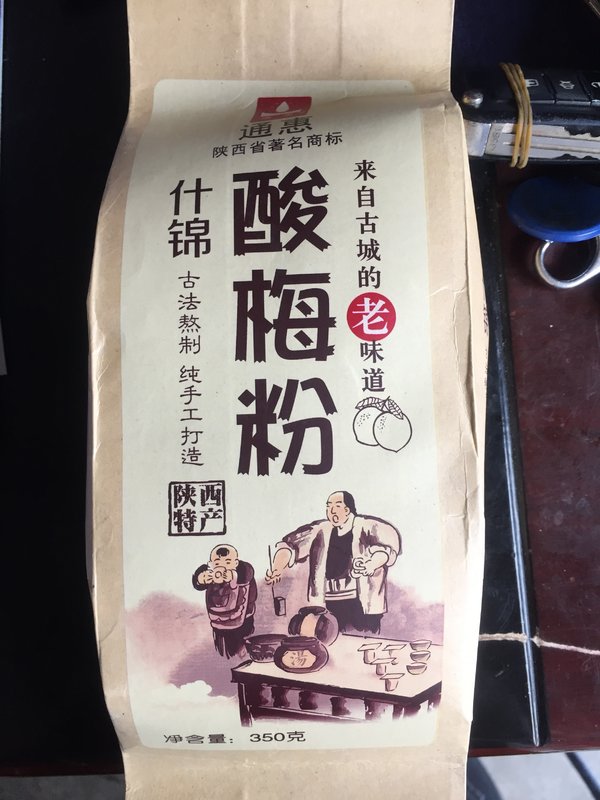 通惠
陕西省著名商标
来自古城的老味道
酸梅粉
什锦
古法熬制 纯手工打造
陕西
特产
汤
净含量：350克